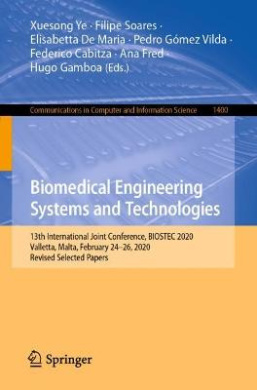 Xuesong Ye · Filipe Soares ·
Elisabetta De Maria · Pedro Gómez Vilda ·
Federico Cabitza · Ana Fred ·
Hugo Gamboa (Eds.)
Communications in Computer and Information Science 1400
Biomedical Engineering
Systems and Technologies
13th International Joint Conference, BIOSTEC 2020
Valletta, Malta, February 24–26, 2020
Revised Selected Papers
Springer